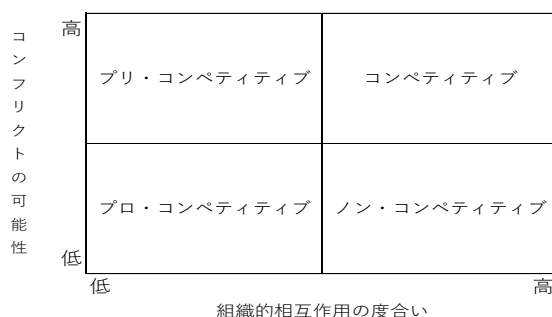 コンフリクトの可能性
高
プリ・コンペティティブ
コンペティティブ
プロ・コンペティティブ
ノン・コンペティティブ
低
低
高
組織的相互作用の度合い